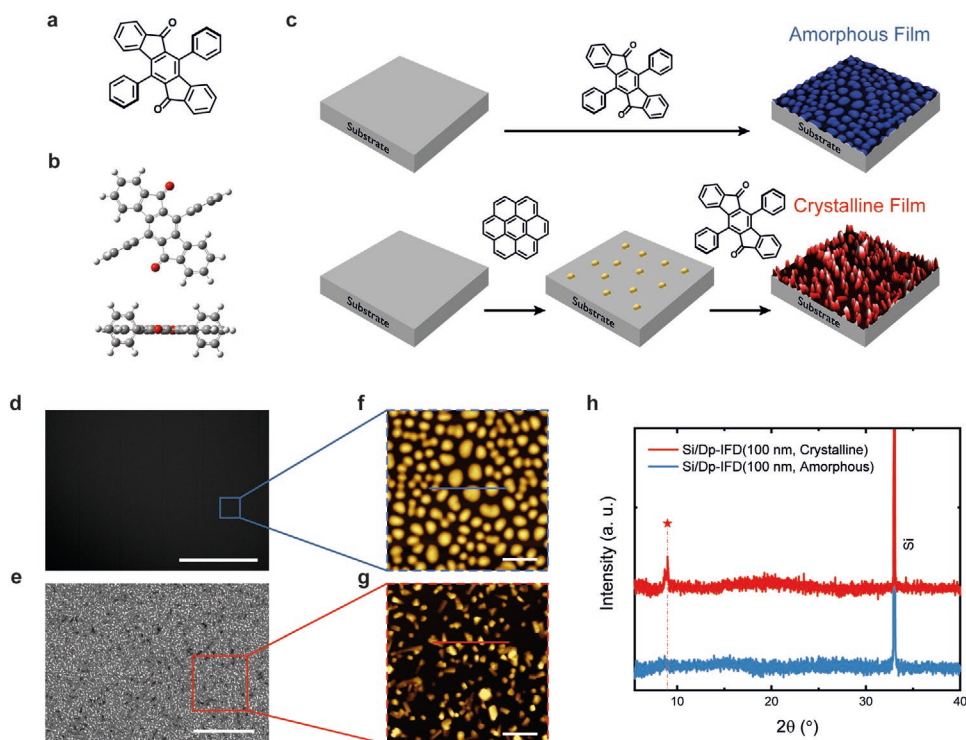 a
O
O
b
c
Substrate
O
O
Amorphous Film
Substrate
Substrate
Substrate
O
O
Crystalline Film
Substrate
d
e
f
g
h
Si/Dp-IFD(100 nm, Crystalline)
Si/Dp-IFD(100 nm, Amorphous)
Intensity (a. u.)
Si
10
20
30
40
2θ (°)